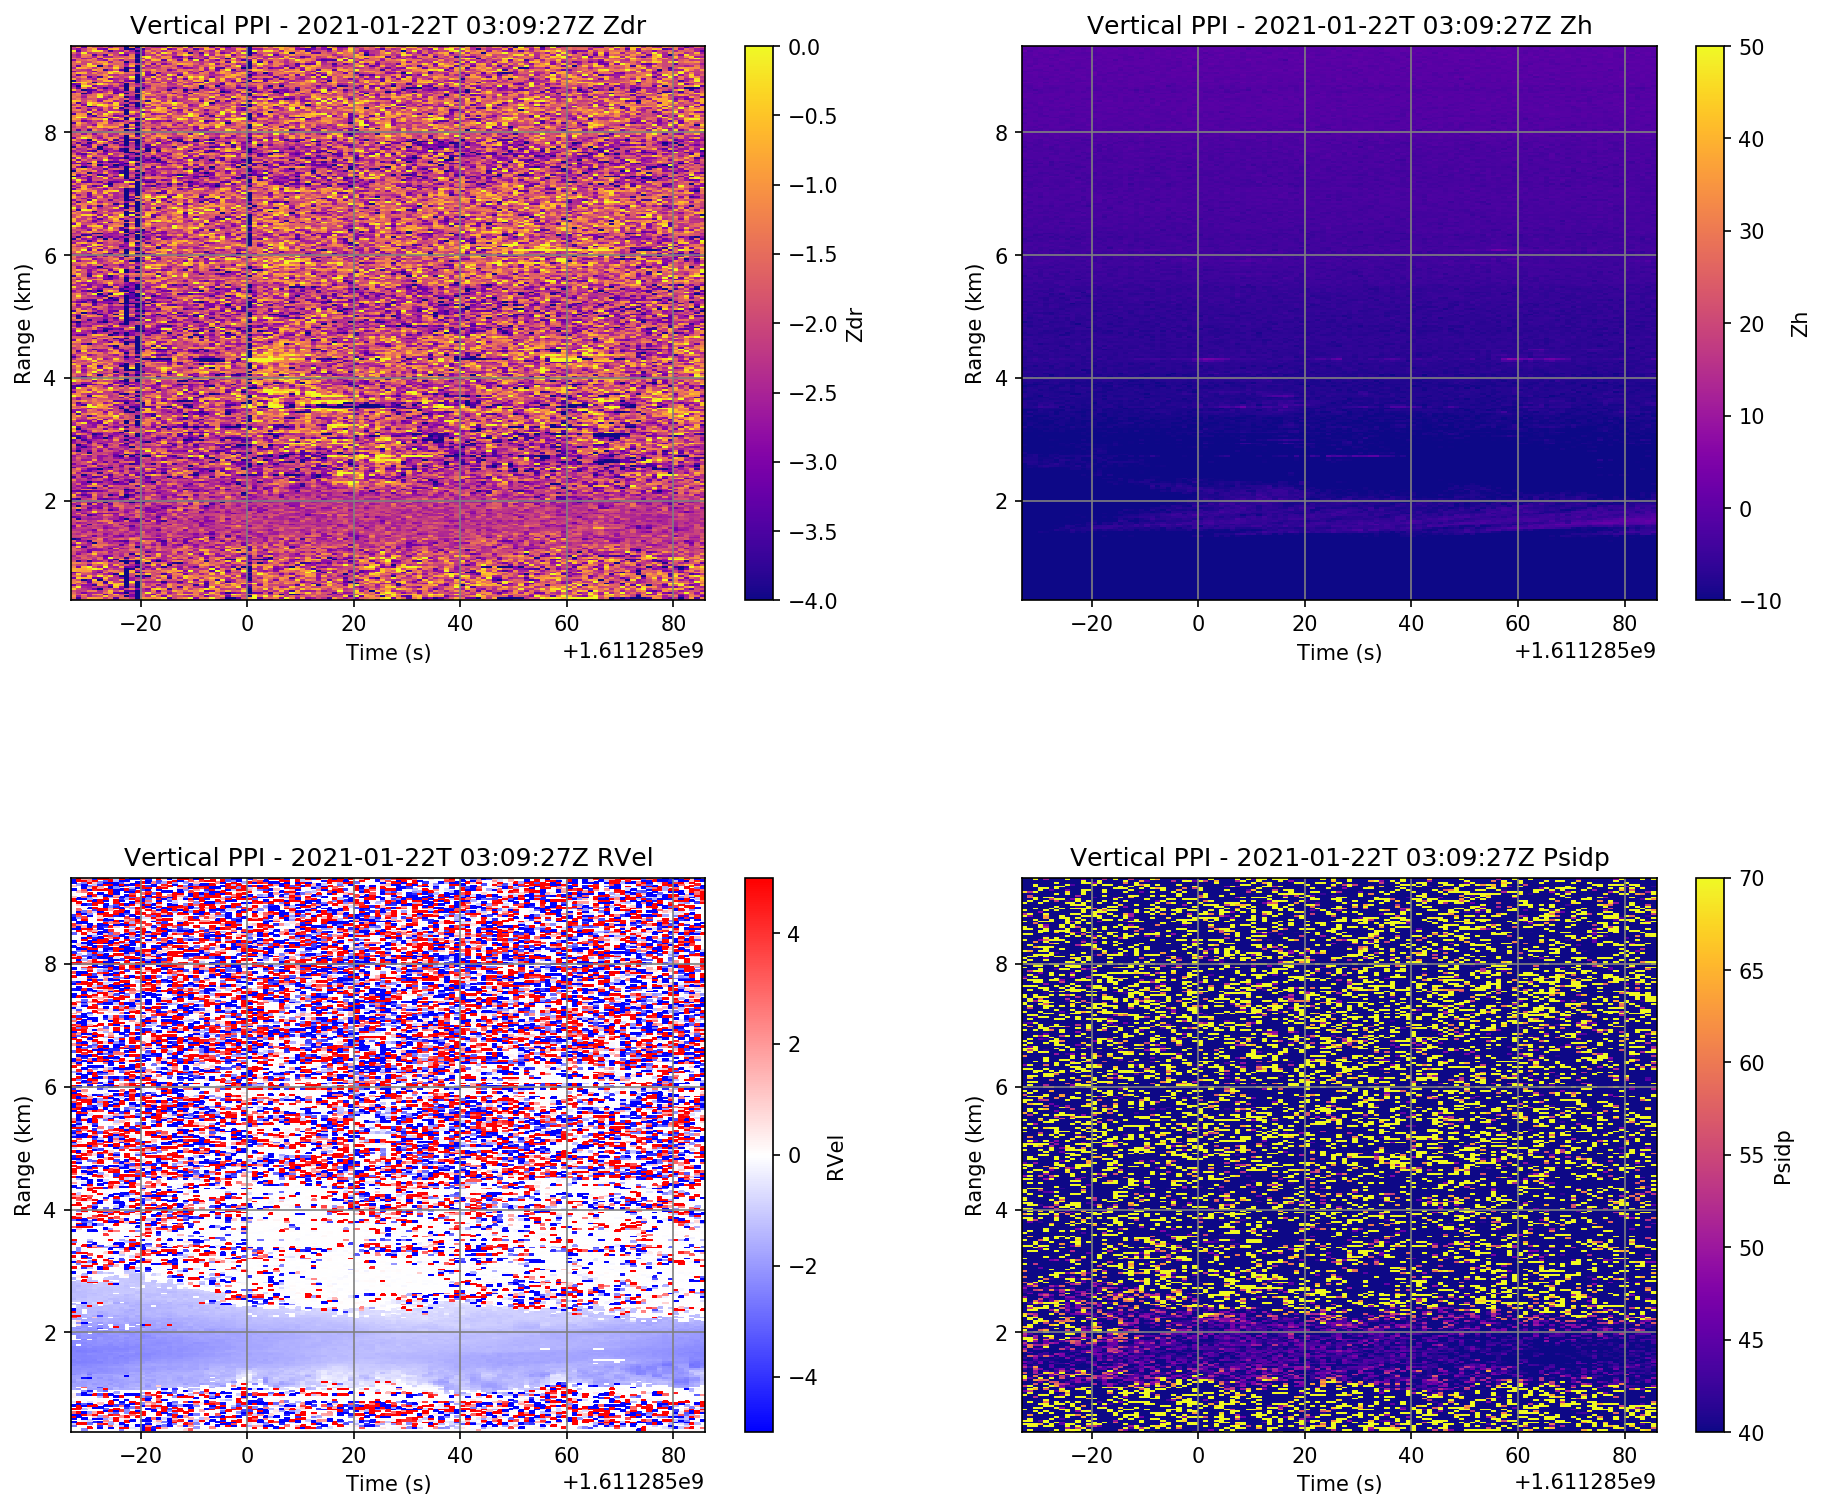 Vertical PPI - 2021-01-22T 03:09:27Z Zdr
8
6
4
2
Range (km)
−20 0 20 40 60 80
Time (s)
+1.611285e9
0.0
−0.5
−1.0
−1.5
−2.0
−2.5
−3.0
−3.5
−4.0
Zdr
Vertical PPI - 2021-01-22T 03:09:27Z Zh
8
6
4
2
Range (km)
−20 0 20 40 60 80
Time (s)
+1.611285e9
50
40
30
20
10
0
−10
Zh
Vertical PPI - 2021-01-22T 03:09:27Z RVel
8
6
4
2
Range (km)
−20 0 20 40 60 80
Time (s)
+1.611285e9
4
2
0
−2
−4
RVel
Vertical PPI - 2021-01-22T 03:09:27Z Psidp
8
6
4
2
Range (km)
−20 0 20 40 60 80
Time (s)
+1.611285e9
70
65
60
55
50
45
40
Psidp